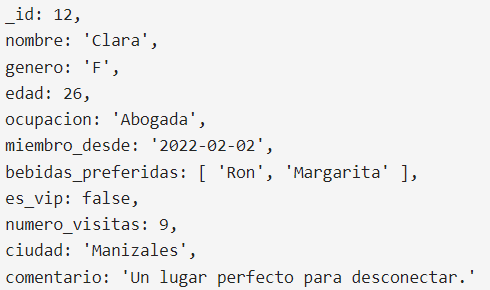 _id: 12,
nombre: 'Clara',
genero: 'F',
edad: 26,
ocupacion: 'Abogada',
miembro_desde: '2022-02-02',
bebidas_preferidas: [ 'Ron', 'Margarita' ],
es_vip: false,
numero_visitas: 9,
ciudad: 'Manizales',
comentario: 'Un lugar perfecto para desconectar.'